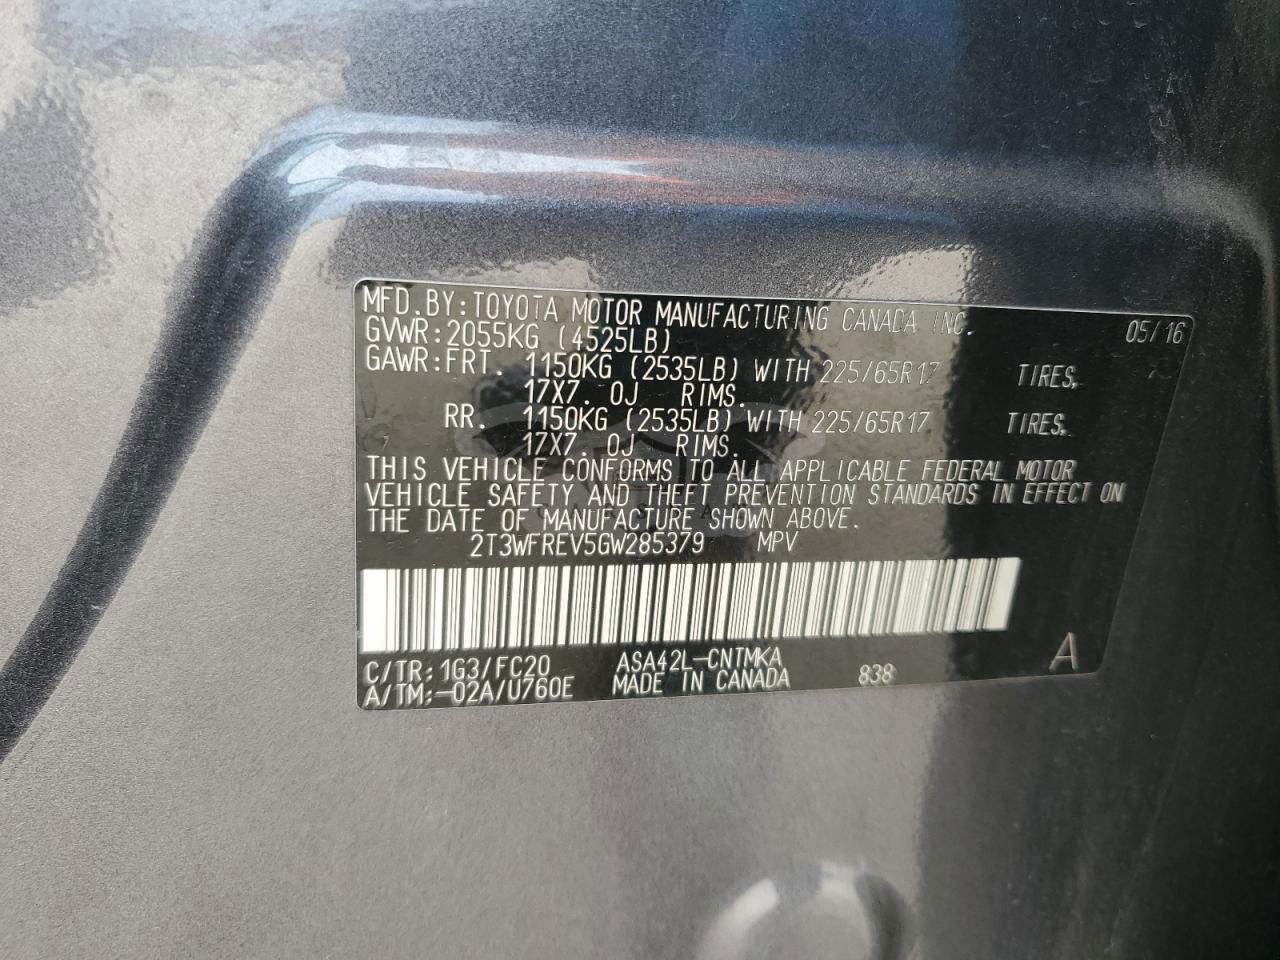 MFD.BY:TOYOTA MOTOR MANUFACTURING CANADA INC. 05/16
GVWR:2055KG (4525LB)
GAWR:FRT. 1150KG (2535LB) WITH 225/65R17 TIRES,
17X7. OJ RIMS.
RR. 1150KG (2535LB) WITH 225/65R17 TIRES,
17X7. OJ RIMS.
THIS VEHICLE CONFORMS TO ALL APPLICABLE FEDERAL MOTOR
VEHICLE SAFETY AND THEFT PREVENTION STANDARDS IN EFFECT ON
THE DATE OF MANUFACTURE SHOWN ABOVE.
2T3WFREV5GW285379 MPV
C/TR:1G3/FC20 ASA42L-CNTMKA 838 A
A/TM:-02A/U760E MADE IN CANADA